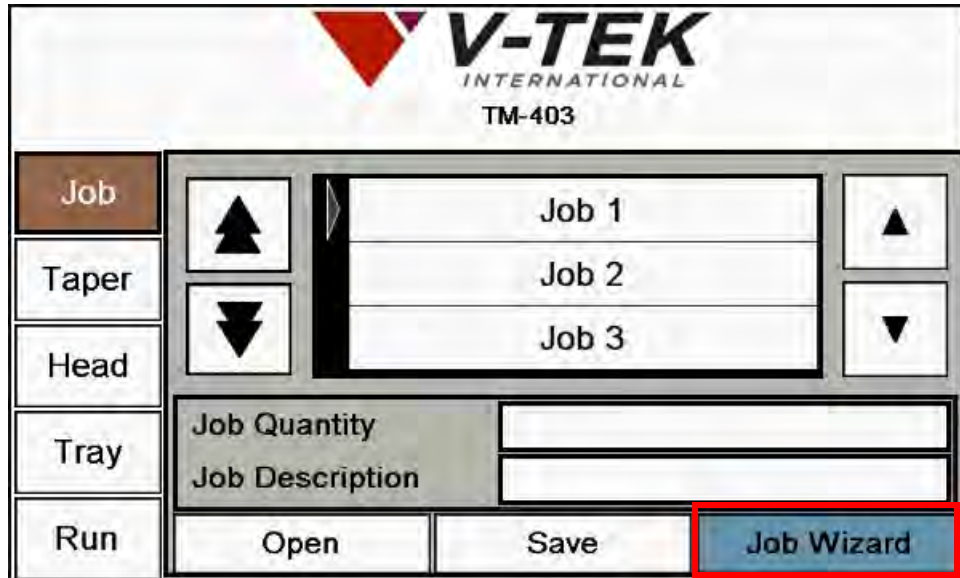 V-TEK
INTERNATIONAL
TM-403
Job
Taper
Head
Tray
Run
Job 1
Job 2
Job 3
Job Quantity
Job Description
Open
Save
Job Wizard